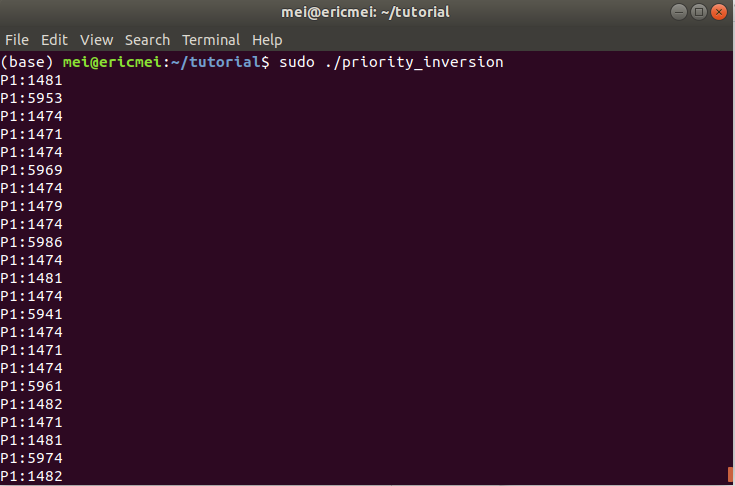 mei@ericmei: ~/tutorial
File Edit View Search Terminal Help
(base) mei@ericmei:~/tutorial$ sudo ./priority_inversion
P1:1481
P1:5953
P1:1474
P1:1471
P1:1474
P1:5969
P1:1474
P1:1479
P1:1474
P1:5986
P1:1474
P1:1481
P1:1474
P1:5941
P1:1474
P1:1471
P1:1474
P1:5961
P1:1482
P1:1471
P1:1481
P1:5974
P1:1482